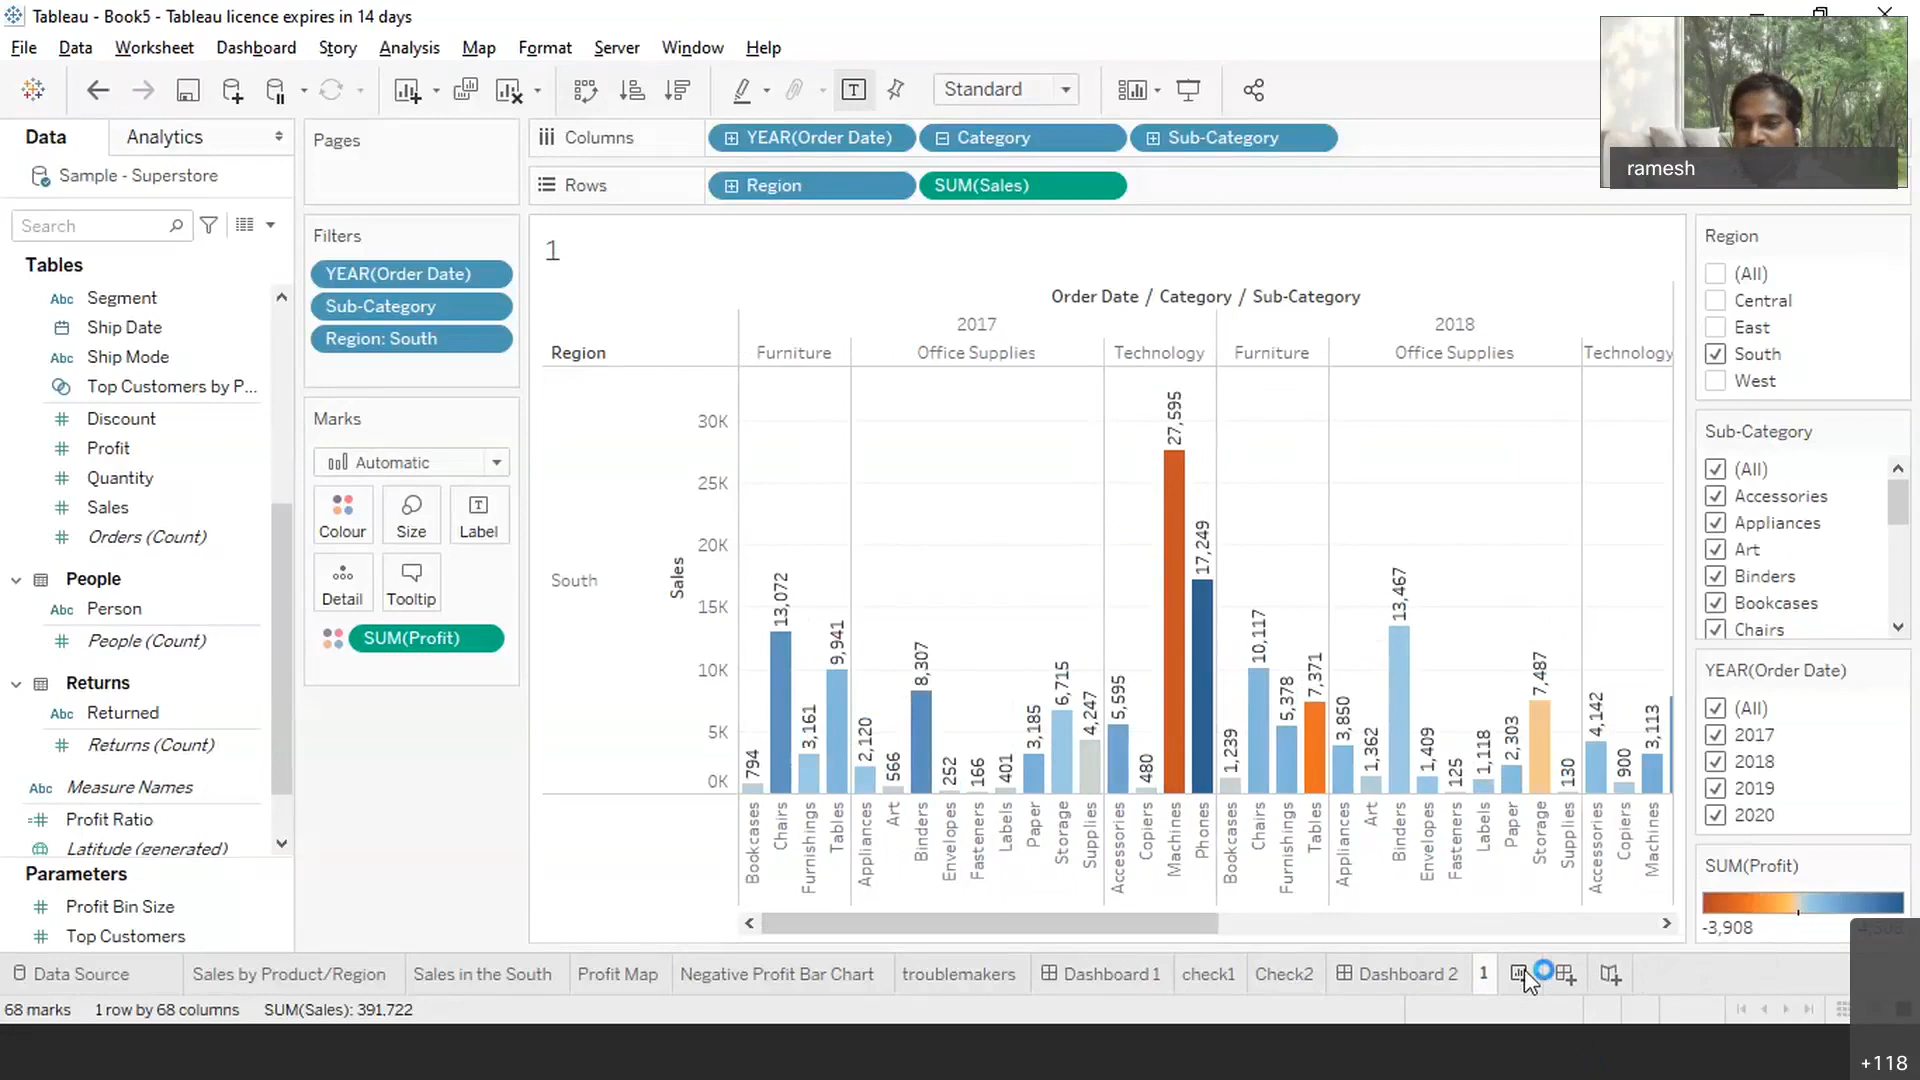 Tableau - Book5 - Tableau licence expires in 14 days
File Data Worksheet Dashboard Story Analysis Map Format Server Window Help
Standard
ramesh
Data Analytics
Sample - Superstore
Search
Tables
Abc Segment
Ship Date
Abc Ship Mode
Top Customers by P...
# Discount
# Profit
# Quantity
# Sales
# Orders (Count)
People
Abc Person
# People (Count)
Returns
Abc Returned
# Returns (Count)
Abc Measure Names
=# Profit Ratio
Latitude (generated)
Parameters
# Profit Bin Size
# Top Customers
Pages
Filters
YEAR(Order Date)
Sub-Category
Region: South
Marks
Automatic
Colour Size Label
Detail Tooltip
SUM(Profit)
Columns YEAR(Order Date) Category Sub-Category
Rows Region SUM(Sales)
1
Order Date / Category / Sub-Category
2017 2018
Region Furniture Office Supplies Technology Furniture Office Supplies Technology
South
Sales
30K
25K
20K
15K
10K
5K
0K
794 13,072 3,161 9,941 2,120 566 8,307 252 166 401 3,185 6,715 4,247 5,595 480 27,595 17,249 1,239 10,117 5,378 7,371 3,850 1,362 13,467 1,409 125 1,118 2,303 7,487 130 4,142 900 3,113
Bookcases Chairs Furnishings Tables Appliances Art Binders Envelopes Fasteners Labels Paper Storage Supplies Accessories Copiers Machines Phones Bookcases Chairs Furnishings Tables Appliances Art Binders Envelopes Fasteners Labels Paper Storage Supplies Accessories Copiers Machines
Region
(All)
Central
East
South
West
Sub-Category
(All)
Accessories
Appliances
Art
Binders
Bookcases
Chairs
YEAR(Order Date)
(All)
2017
2018
2019
2020
SUM(Profit)
-3,908
Data Source Sales by Product/Region Sales in the South Profit Map Negative Profit Bar Chart troublemakers Dashboard 1 check1 Check2 Dashboard 2 1
68 marks 1 row by 68 columns SUM(Sales): 391,722
+118